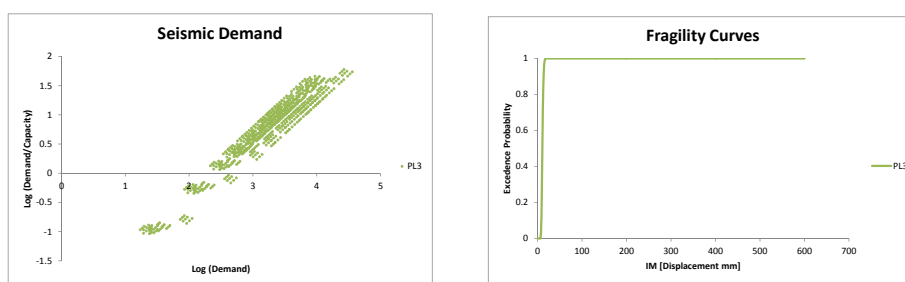 Seismic Demand
2
1.5
1
0.5
0
0 1 2 3 4 5
-0.5
-1
-1.5
Log (Demand/Capacity)
Log (Demand)
PL3
Fragility Curves
1
0.8
0.6
0.4
0.2
0
0 100 200 300 400 500 600 700
Excedence Probability
IM [Displacement mm]
PL3